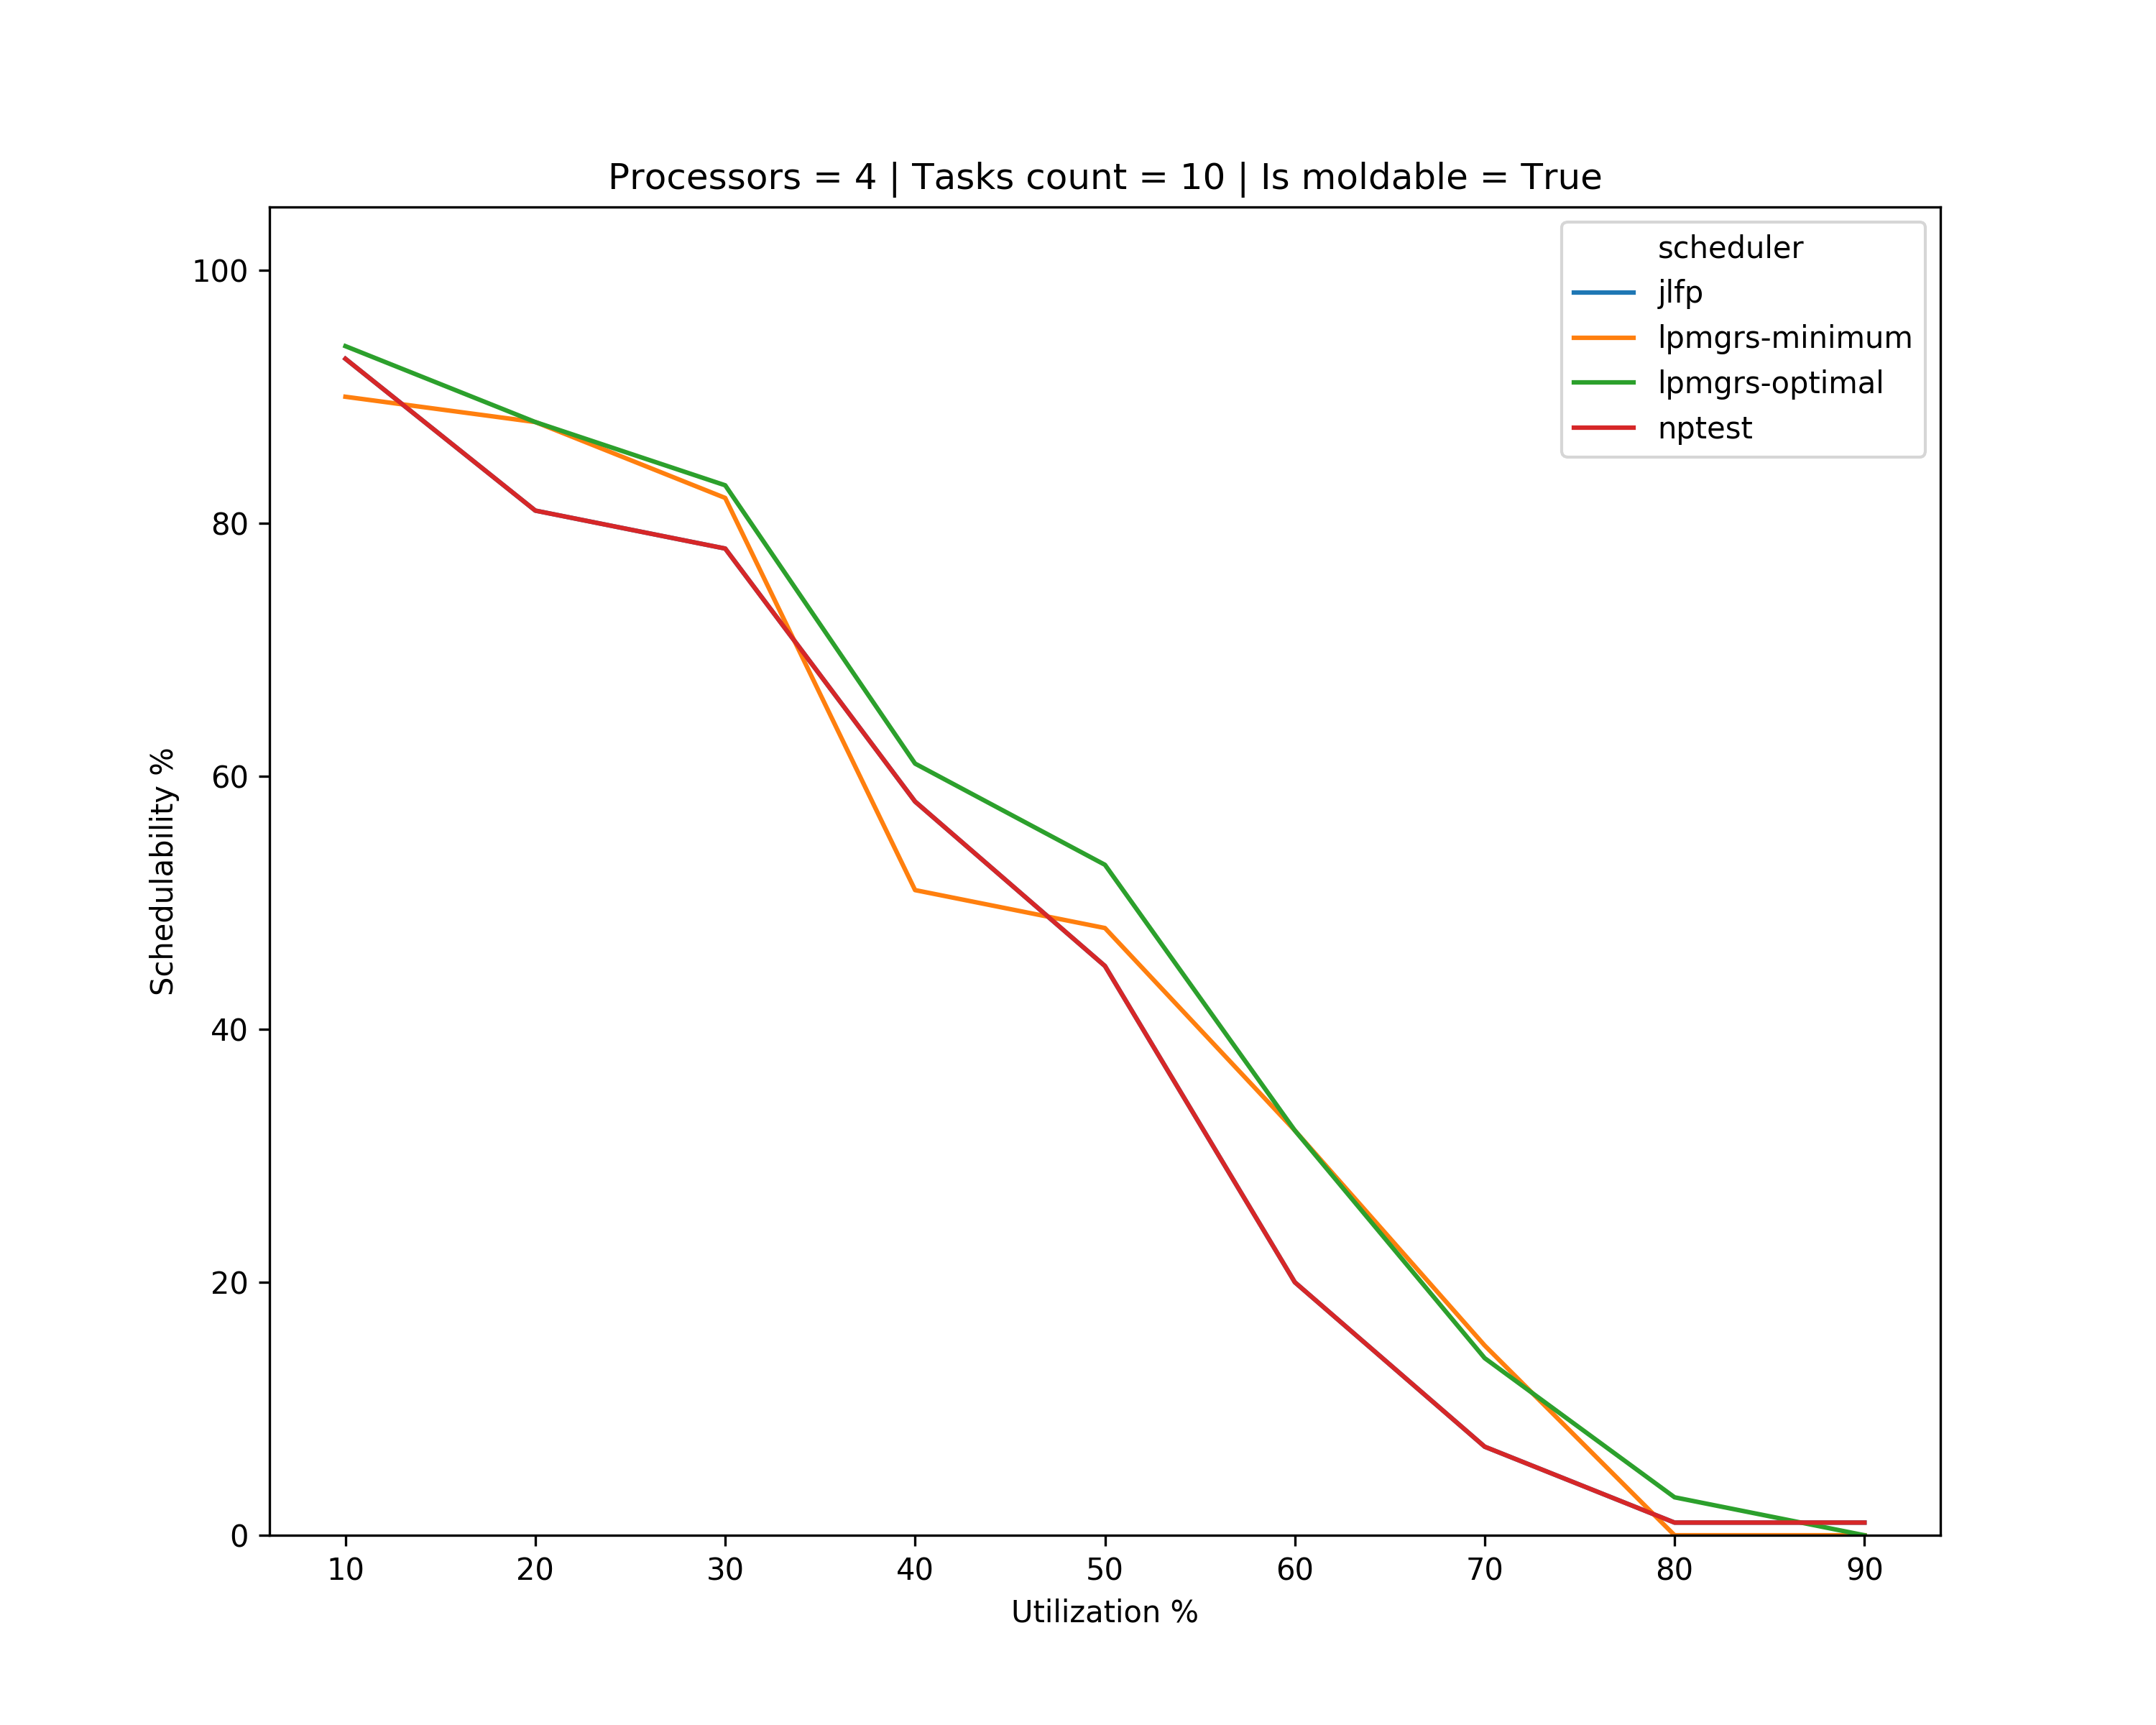 Processors = 4 | Tasks count = 10 | Is moldable = True
scheduler
jlfp
lpmgrs-minimum
lpmgrs-optimal
nptest
100
80
60
40
20
0
Schedulability %
10 20 30 40 50 60 70 80 90
Utilization %